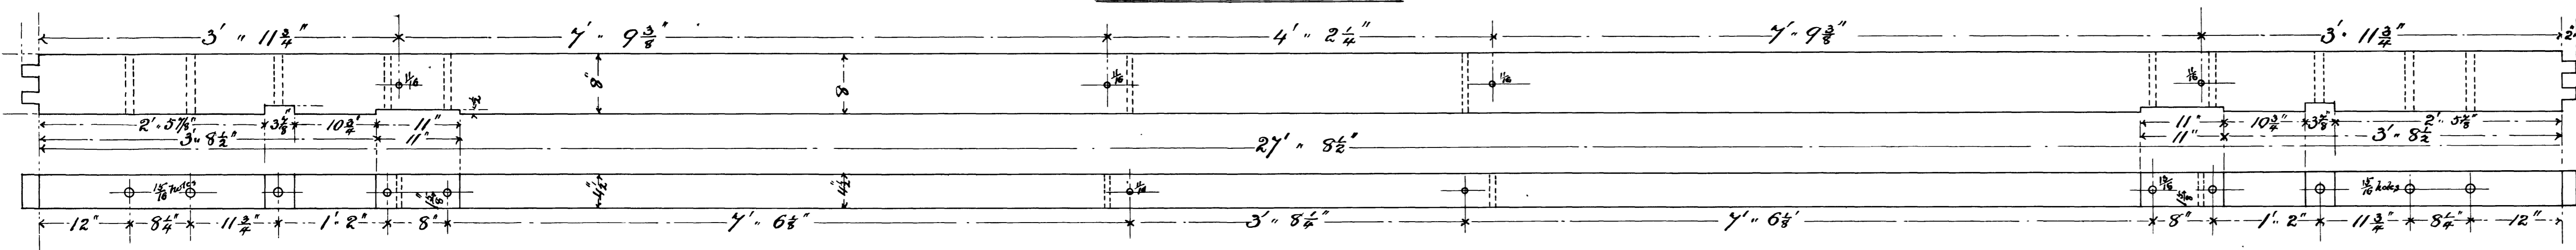 3' " 11 3/4" 7' " 9 3/8" 4' " 2 1/4" 7' " 9 3/8" 3' " 11 3/4" 2"
11/16 8" 8" 11/16 11/16 11/16
2' " 5 7/8" 3 7/8" 10 3/4" 11" 1/2" 11" 10 3/4" 3 7/8" 2' " 5 7/8"
3' " 8 1/2" 11" 27' " 8 1/2" 11" 3' " 8 1/2"
15/16 holes 4 1/2" 4 1/2" 11/16 15/16 15/16 holes
12" 8 1/4" 11 3/4" 1' " 2" 8" 7' " 6 1/8" 3' " 8 1/4" 7' " 6 1/8' 8" 1' " 2" 11 3/4" 8 1/4" 12"